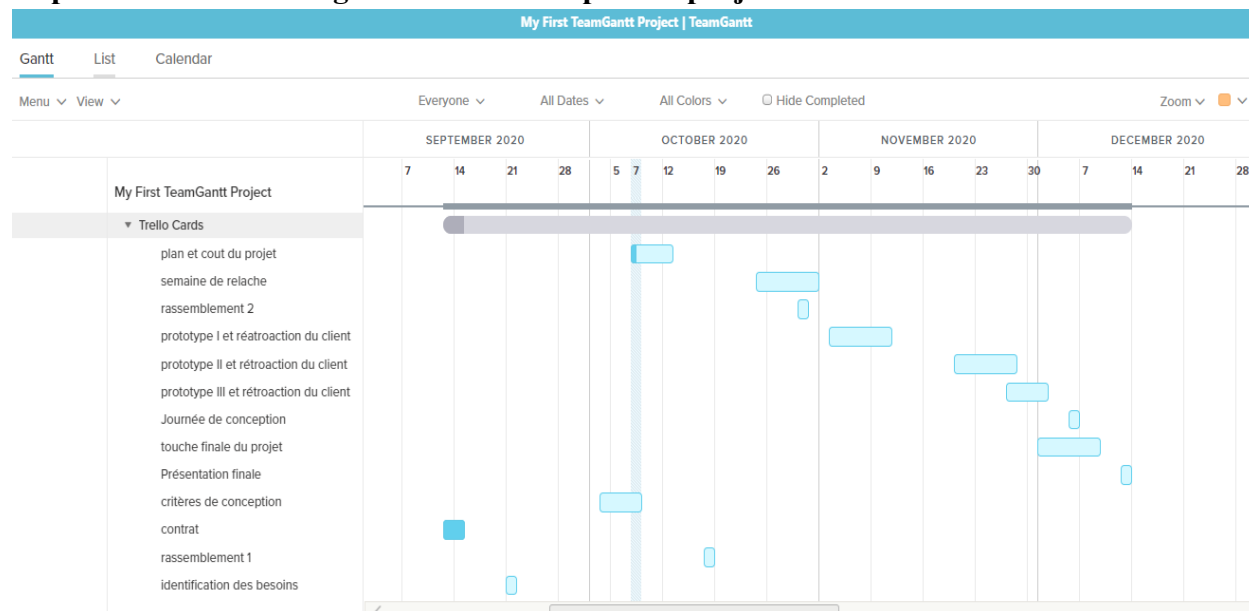 My First TeamGantt Project | TeamGantt
Gantt List Calendar
Menu View Everyone All Dates All Colors Hide Completed Zoom
SEPTEMBER 2020 OCTOBER 2020 NOVEMBER 2020 DECEMBER 2020
7 14 21 28 5 7 12 19 26 2 9 16 23 30 7 14 21 28
My First TeamGantt Project
Trello Cards
plan et cout du projet
semaine de relache
rassemblement 2
prototype I et réatroaction du client
prototype II et rétroaction du client
prototype III et rétroaction du client
Journée de conception
touche finale du projet
Présentation finale
critères de conception
contrat
rassemblement 1
identification des besoins